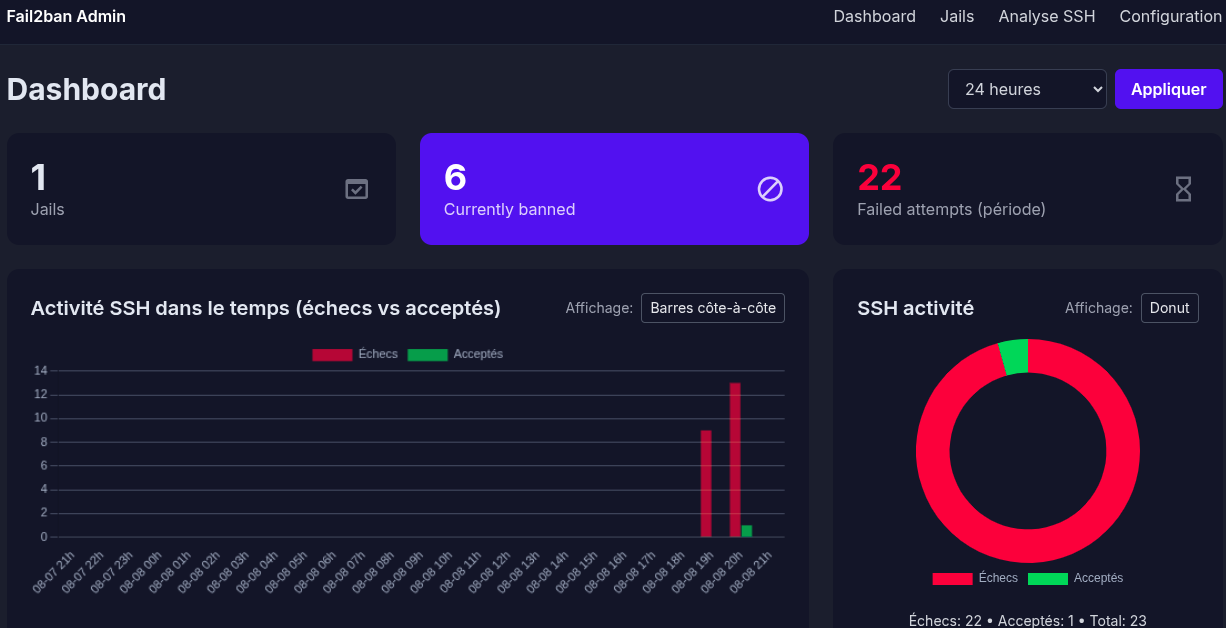 Fail2ban Admin
Dashboard Jails Analyse SSH Configuration
Dashboard
24 heures
Appliquer
1
Jails
6
Currently banned
22
Failed attempts (période)
Activité SSH dans le temps (échecs vs acceptés)
Affichage: Barres côte-à-côte
Échecs Acceptés
14
12
10
8
6
4
2
0
08-07 21h
08-07 22h
08-07 23h
08-08 00h
08-08 01h
08-08 02h
08-08 03h
08-08 04h
08-08 05h
08-08 06h
08-08 07h
08-08 08h
08-08 09h
08-08 10h
08-08 11h
08-08 12h
08-08 13h
08-08 14h
08-08 15h
08-08 16h
08-08 17h
08-08 18h
08-08 19h
08-08 20h
08-08 21h
SSH activité
Affichage: Donut
Échecs Acceptés
Échecs: 22 • Acceptés: 1 • Total: 23